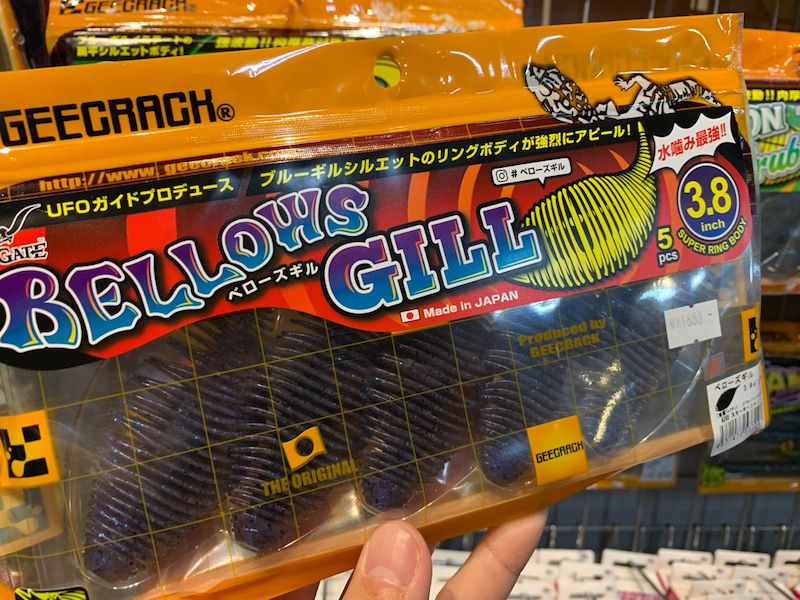 GEECRACK
GEECRACK®
http://www.geecrack.
UFOガイドプロデュース
ブルーギルシルエットのリングボディが強烈にアピール!
水噛み最強!!
#ベローズギル
GATE
BELLOWS
GILL
ベローズギル
Made in JAPAN
5
pcs
3.8
inch
SUPER RING BODY
Produced by
GEECRACK
¥880-
ベローズギル
THE ORIGINAL
GEECRACK